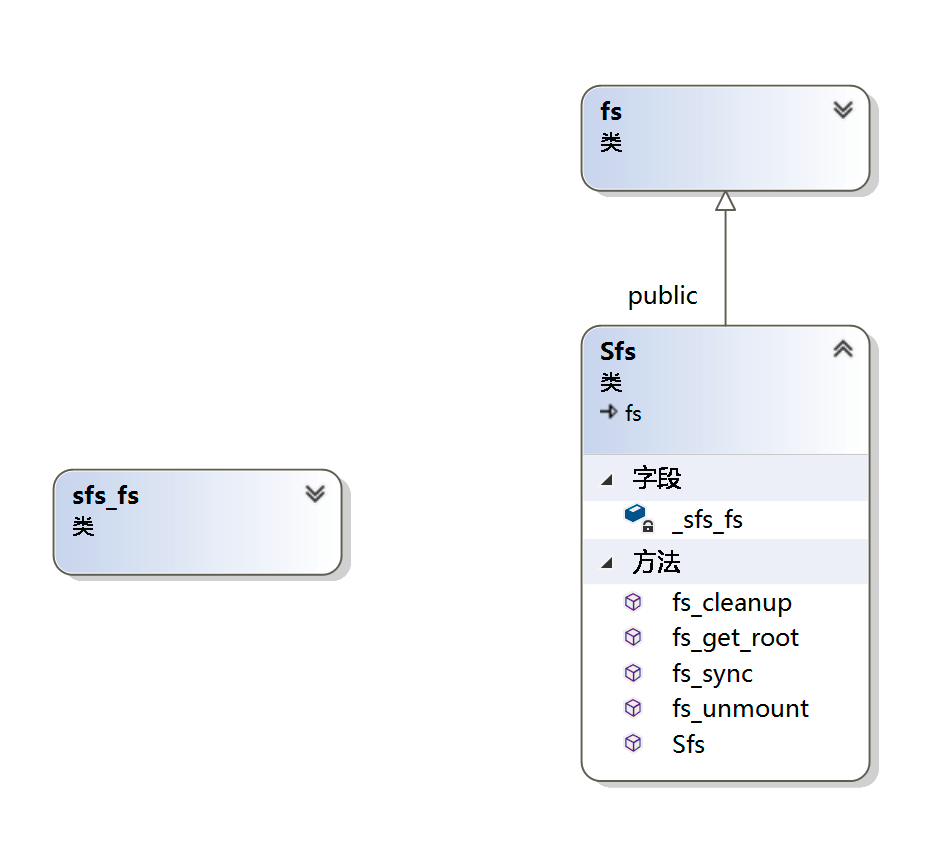 fs
类
public
Sfs
类
fs
字段
_sfs_fs
方法
fs_cleanup
fs_get_root
fs_sync
fs_unmount
Sfs
sfs_fs
类